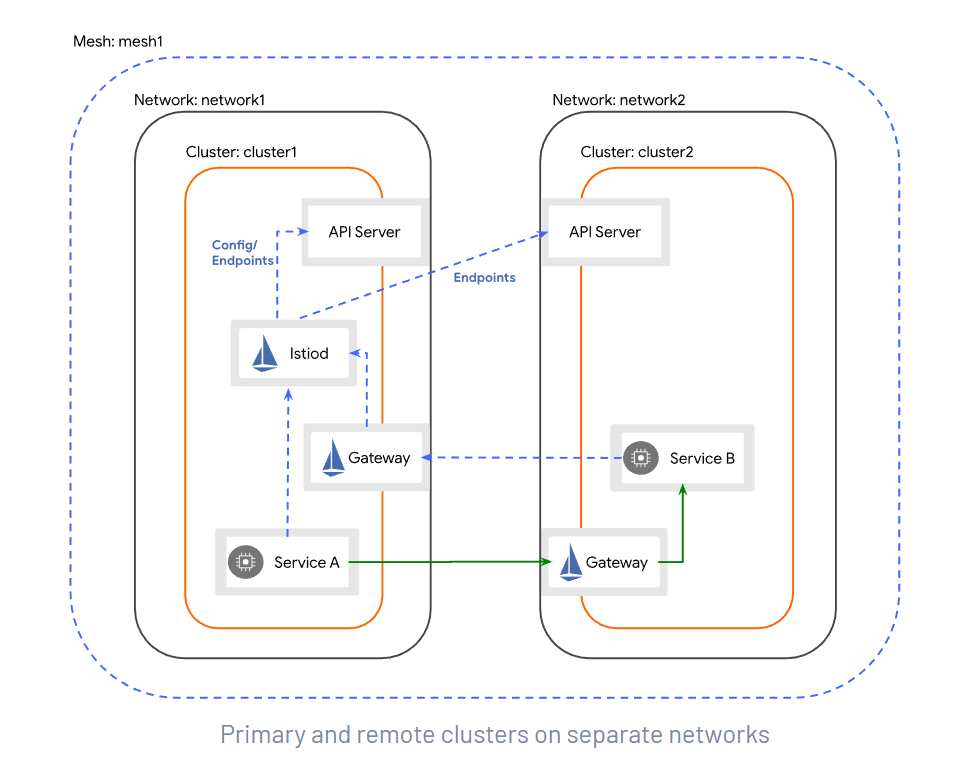 Mesh: mesh1
Network: network1
Network: network2
Cluster: cluster1
Cluster: cluster2
API Server
API Server
Config/
Endpoints
Endpoints
Istiod
Gateway
Service B
Service A
Gateway
Primary and remote clusters on separate networks